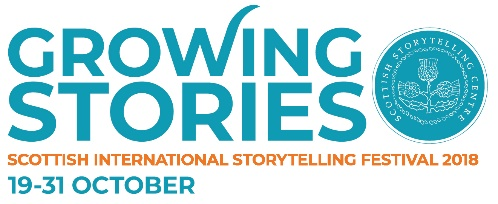 GROWING
STORIES
SCOTTISH STORYTELLING CENTRE
SCOTTISH INTERNATIONAL STORYTELLING FESTIVAL 2018
19-31 OCTOBER